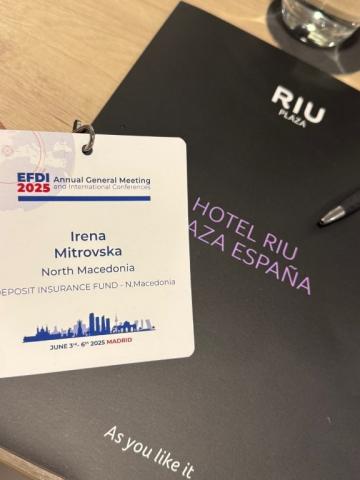 RIU
PLAZA
EFDI
2025
Annual General Meeting
and International Conferences
Irena
Mitrovska
North Macedonia
DEPOSIT INSURANCE FUND - N.Macedonia
JUNE 3rd- 6th 2025 MADRID
HOTEL RIU
AZA ESPAÑA
As you like it